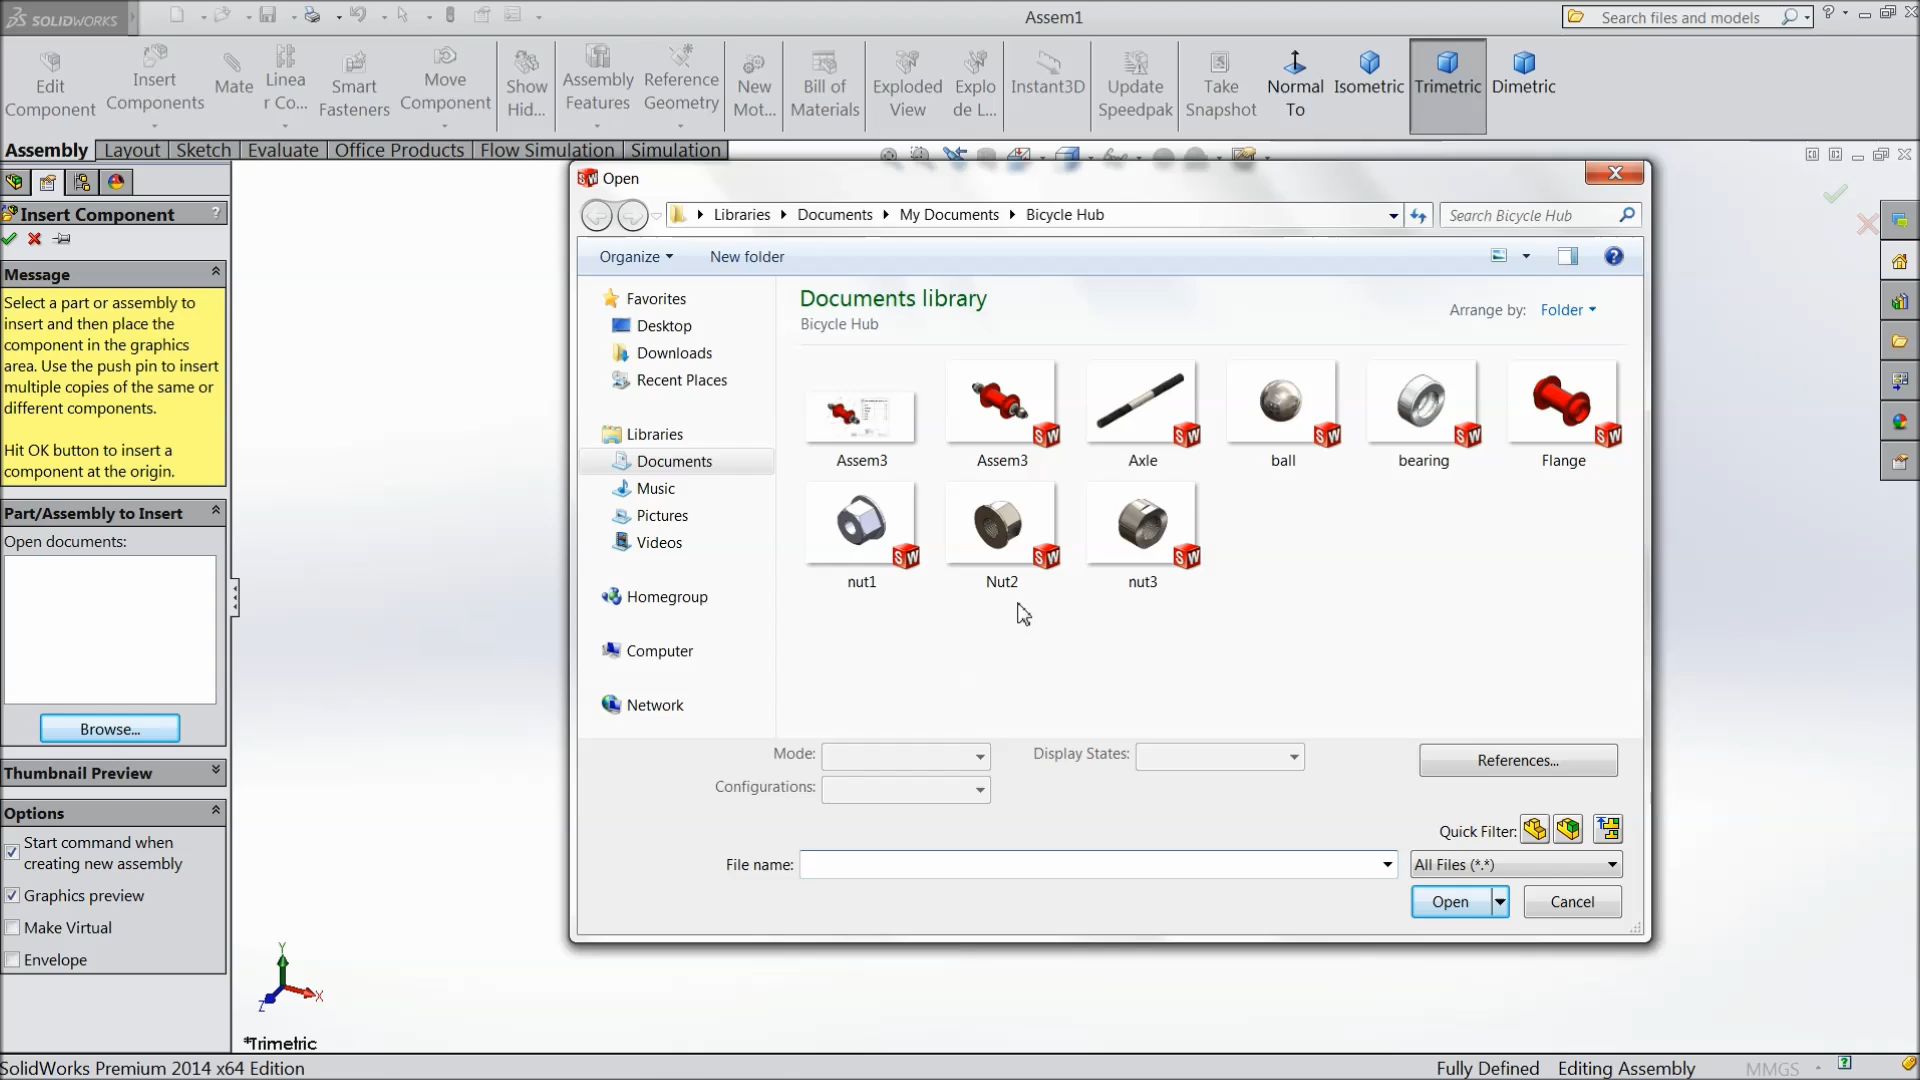 SOLIDWORKS
Assem1
Search files and models
Edit Component
Insert Components
Mate
Linea r Co...
Smart Fasteners
Move Component
Show Hid...
Assembly Features
Reference Geometry
New Mot...
Bill of Materials
Exploded View
Explo de L...
Instant3D
Update Speedpak
Take Snapshot
Normal To
Isometric
Trimetric
Dimetric
Assembly
Layout
Sketch
Evaluate
Office Products
Flow Simulation
Simulation
Insert Component
?
Message
Select a part or assembly to
insert and then place the
component in the graphics
area. Use the push pin to insert
multiple copies of the same or
different components.
Hit OK button to insert a
component at the origin.
Part/Assembly to Insert
Open documents:
Browse...
Thumbnail Preview
Options
Start command when
creating new assembly
Graphics preview
Make Virtual
Envelope
Open
Libraries
Documents
My Documents
Bicycle Hub
Search Bicycle Hub
Organize
New folder
Favorites
Desktop
Downloads
Recent Places
Libraries
Documents
Music
Pictures
Videos
Homegroup
Computer
Network
Documents library
Bicycle Hub
Arrange by: Folder
Assem3
Assem3
Axle
ball
bearing
Flange
nut1
Nut2
nut3
Mode:
Display States:
References...
Configurations:
Quick Filter:
File name:
All Files (*.*)
Open
Cancel
Y
X
Z
*Trimetric
SolidWorks Premium 2014 x64 Edition
Fully Defined
Editing Assembly
MMGS